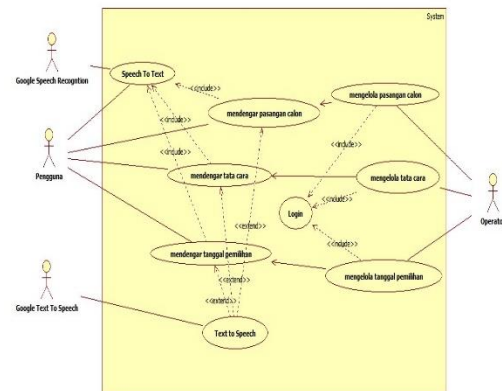 System
Google Speech Recogntion
Speech To Text
<<include>>
mengelola pasangan calon
mendengar pasangan calon
<<include>>
<<include>>
Pengguna
mendengar tata cara
mengelola tata cara
<<include>>
Login
Operator
<<include>>
<<extend>>
mendengar tanggal pemilihan
mengelola tanggal pemilihan
<<extend>>
<<extend>>
Google Text To Speech
Text to Speech